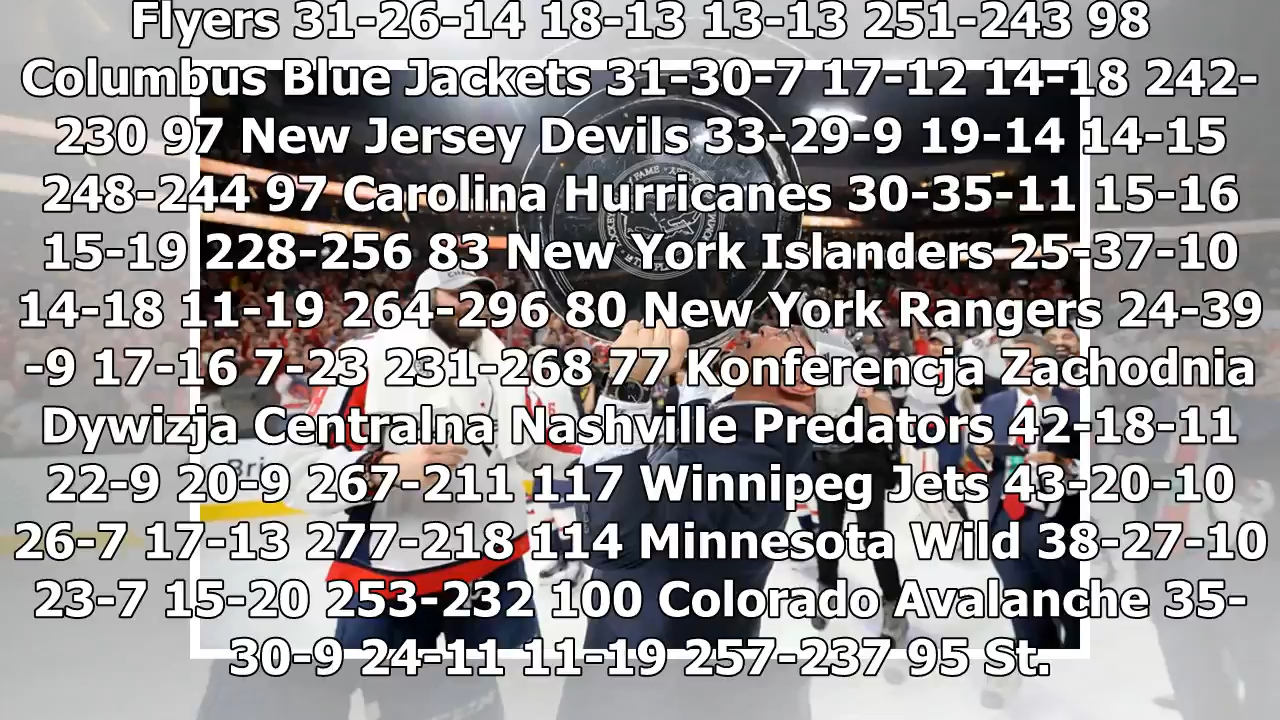 Flyers 31-26-14 18-13 13-13 251-243 98
Columbus Blue Jackets 31-30-7 17-12 14-18 242-
230 97 New Jersey Devils 33-29-9 19-14 14-15
248-244 97 Carolina Hurricanes 30-35-11 15-16
15-19 228-256 83 New York Islanders 25-37-10
14-18 11-19 264-296 80 New York Rangers 24-39
-9 17-16 7-23 231-268 77 Konferencja Zachodnia
Dywizja Centralna Nashville Predators 42-18-11
22-9 20-9 267-211 117 Winnipeg Jets 43-20-10
26-7 17-13 277-218 114 Minnesota Wild 38-27-10
23-7 15-20 253-232 100 Colorado Avalanche 35-
30-9 24-11 11-19 257-237 95 St.